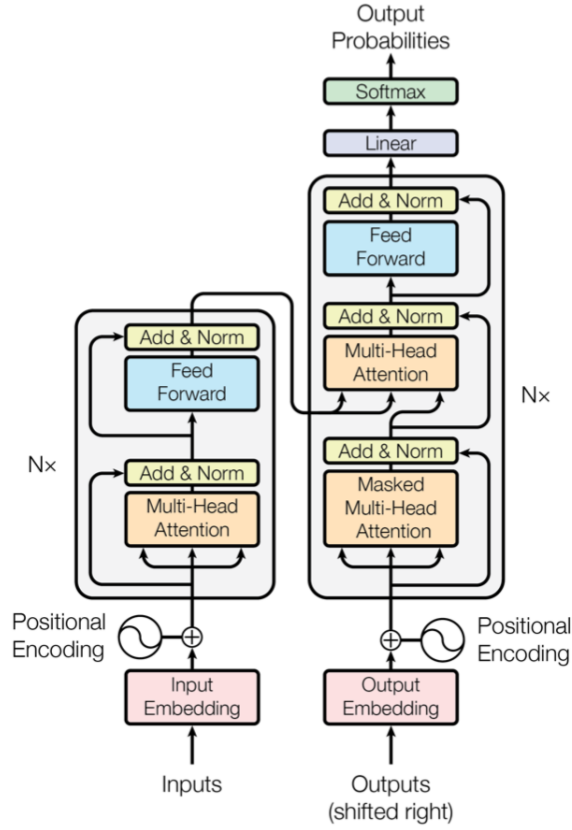 Output
Probabilities
Softmax
Linear
Add & Norm
Feed
Forward
Add & Norm
Multi-Head
Attention
Add & Norm
Masked
Multi-Head
Attention
N×
Add & Norm
Feed
Forward
Add & Norm
Multi-Head
Attention
N×
Positional
Encoding
Positional
Encoding
Input
Embedding
Output
Embedding
Inputs
Outputs
(shifted right)